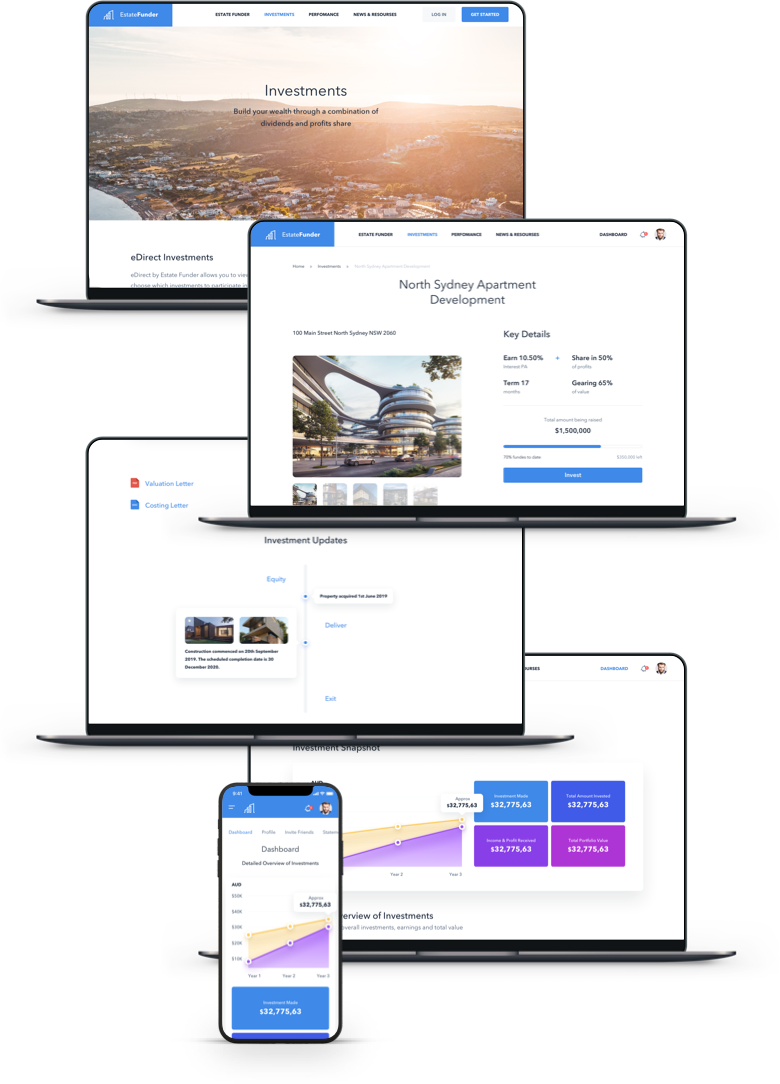 EstateFunder
ESTATE FUNDER INVESTMENTS PERFOMANCE NEWS & RESOURSES LOG IN GET STARTED
Investments
Build your wealth through a combination of
dividends and profits share
eDirect Investments
eDirect by Estate Funder allows you to view
choose which investments to participate
EstateFunder
ESTATE FUNDER INVESTMENTS PERFOMANCE NEWS & RESOURSES DASHBOARD
Home > Investments > North Sydney Apartment Development
North Sydney Apartment
Development
100 Main Street North Sydney NSW 2060
Key Details
Earn 10.50% + Share in 50%
Interest PA of profits
Term 17 Gearing 65%
months of value
Total amount being raised
$1,500,000
70% fundes to date $350,000 left
Invest
Valuation Letter
Costing Letter
Investment Updates
Equity
Property acquired 1st June 2019
Deliver
Construction commenced on 20th September
2019. The scheduled completion date is 20
December 2020.
Exit
OURSES DASHBOARD
Investment Snapshot
AUD
Approx
$32,775,63
Year 2 Year 3
Investment Made
$32,775,63
Total Amount Invested
$32,775,63
Income & Profit Received
$32,775,63
Total Portfolio Value
$32,775,63
verview of Investments
overall investments, earnings and total value
9:41
Dashboard Profile Invite Friends Statem
Dashboard
Detailed Overview of Investments
AUD
$50K
$40K
$30K
$20K
$10K
Approx
$32,775,63
Year 1 Year 2 Year 3
Investment Made
$32,775,63